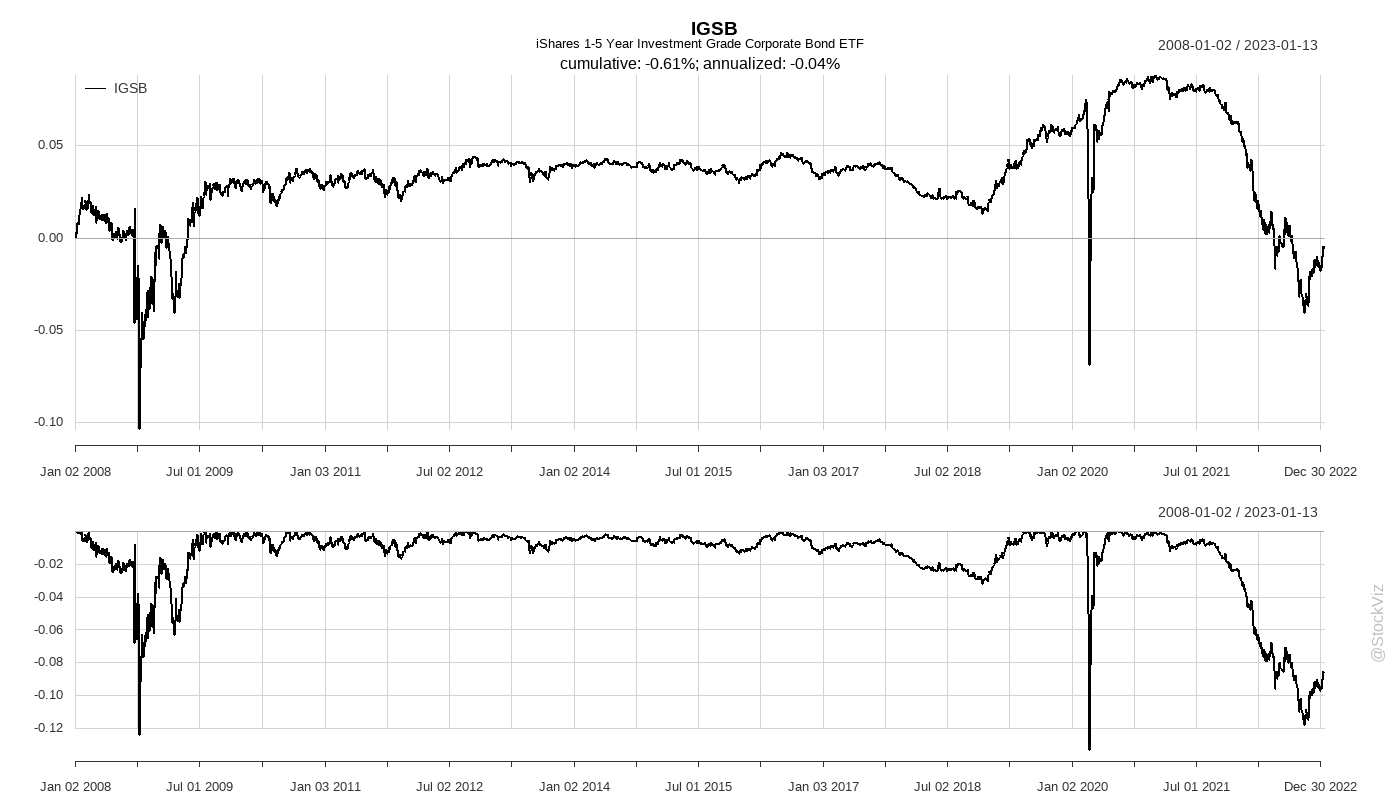 IGSB
iShares 1-5 Year Investment Grade Corporate Bond ETF
2008-01-02 / 2023-01-13
cumulative: -0.61%; annualized: -0.04%
IGSB
0.05
0.00
-0.05
-0.10
Jan 02 2008 Jul 01 2009 Jan 03 2011 Jul 02 2012 Jan 02 2014 Jul 01 2015 Jan 03 2017 Jul 02 2018 Jan 02 2020 Jul 01 2021 Dec 30 2022
2008-01-02 / 2023-01-13
-0.02
-0.04
-0.06
-0.08
-0.10
-0.12
Jan 02 2008 Jul 01 2009 Jan 03 2011 Jul 02 2012 Jan 02 2014 Jul 01 2015 Jan 03 2017 Jul 02 2018 Jan 02 2020 Jul 01 2021 Dec 30 2022
@StockViz